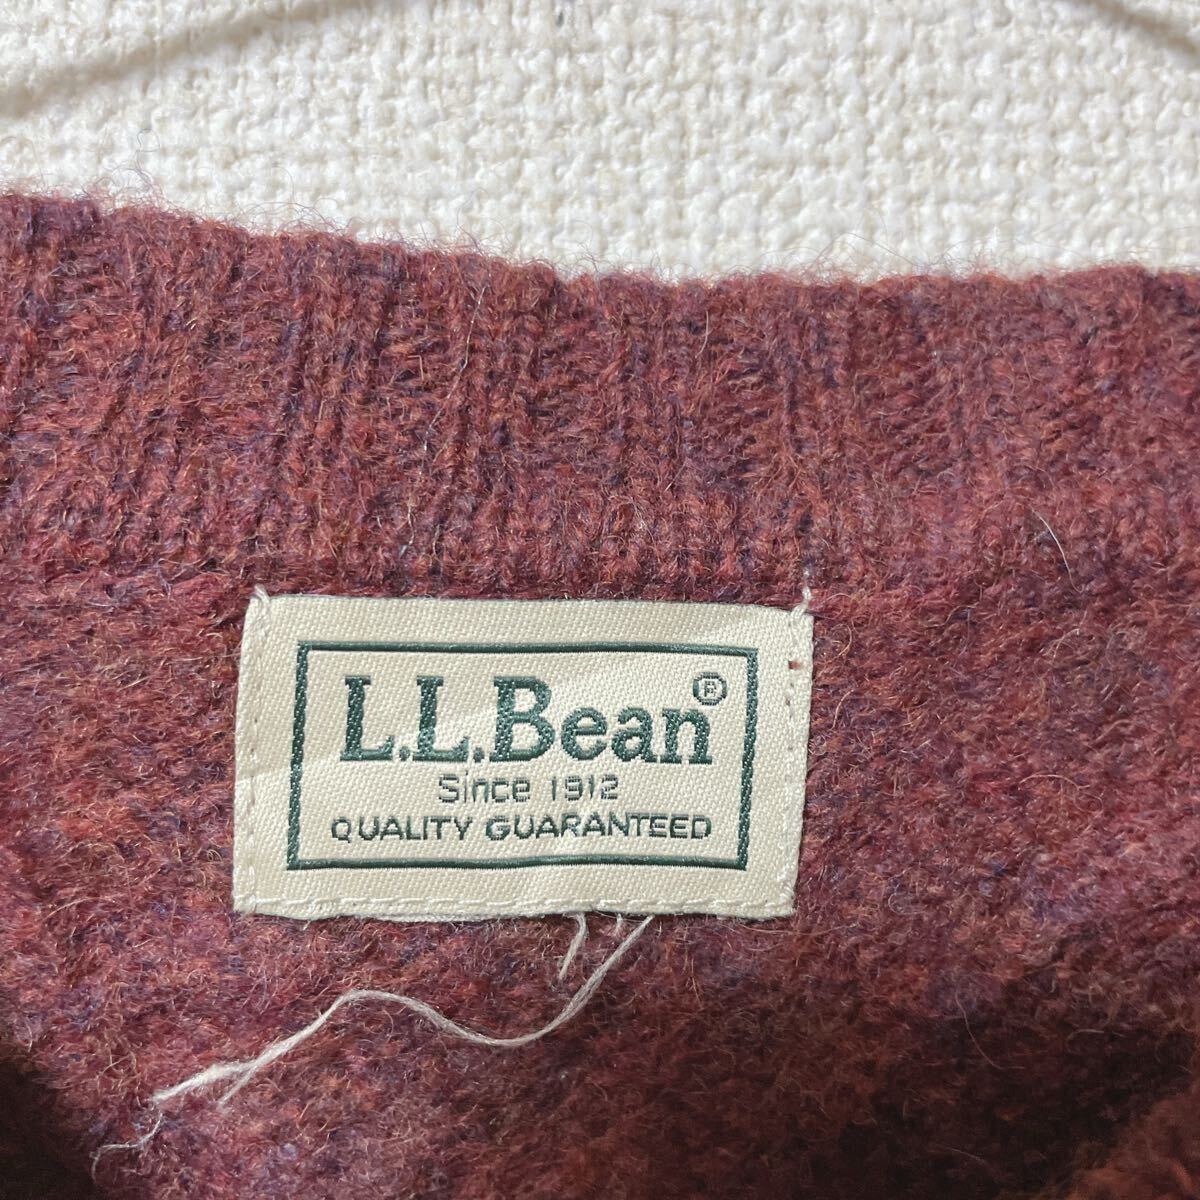 L.L.Bean®
Since 1912
QUALITY GUARANTEED